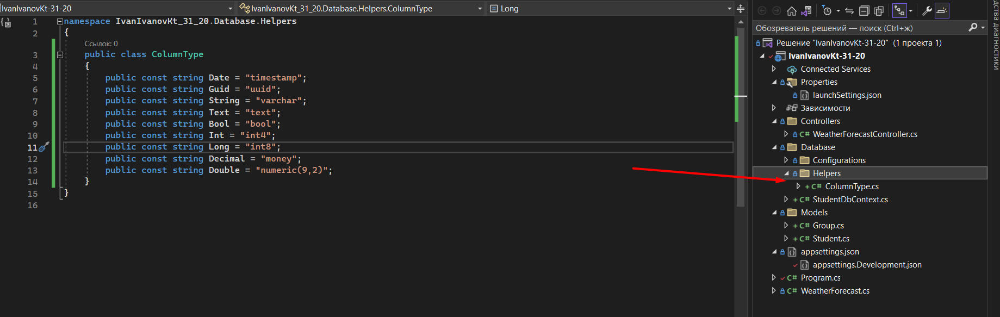 IvanIvanovKt-31-20
IvanIvanovKt_31_20.Database.Helpers.ColumnType
Long
1 namespace IvanIvanovKt_31_20.Database.Helpers
2 {
Ссылок: 0
3 public class ColumnType
4 {
5 public const string Date = "timestamp";
6 public const string Guid = "uuid";
7 public const string String = "varchar";
8 public const string Text = "text";
9 public const string Bool = "bool";
10 public const string Int = "int4";
11 public const string Long = "int8";
12 public const string Decimal = "money";
13 public const string Double = "numeric(9,2)";
14 }
15 }
16
Обозреватель решений — поиск (Ctrl+ж)
Решение "IvanIvanovKt-31-20" (1 проекта 1)
IvanIvanovKt-31-20
Connected Services
Properties
launchSettings.json
Зависимости
Controllers
C# WeatherForecastController.cs
Database
Configurations
Helpers
+ C# ColumnType.cs
+ C# StudentDbContext.cs
Models
+ C# Group.cs
+ C# Student.cs
appsettings.json
appsettings.Development.json
C# Program.cs
C# WeatherForecast.cs
диагностики